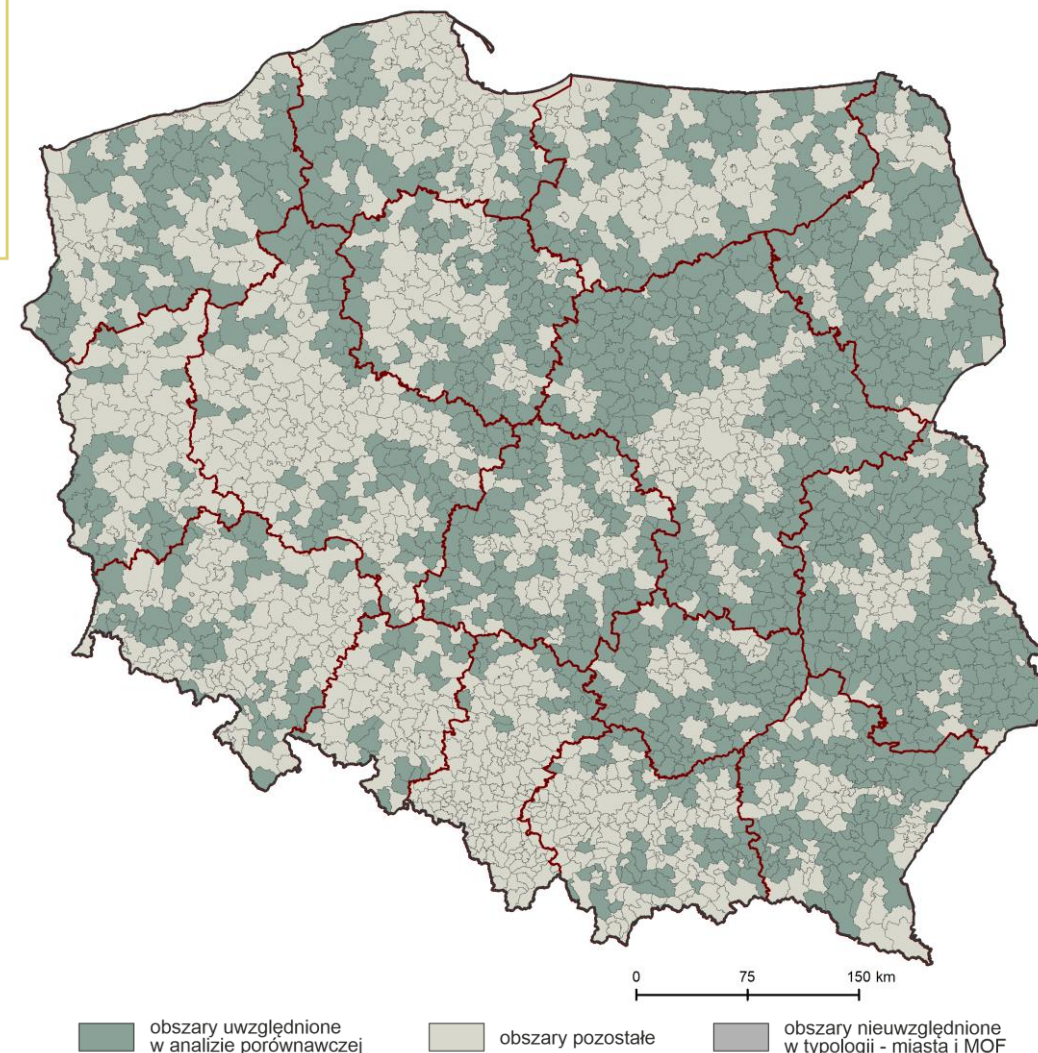 0 75 150 km
obszary uwzględnione
w analizie porównawczej
obszary pozostałe
obszary nieuwzględnione
w typologii - miasta i MOF